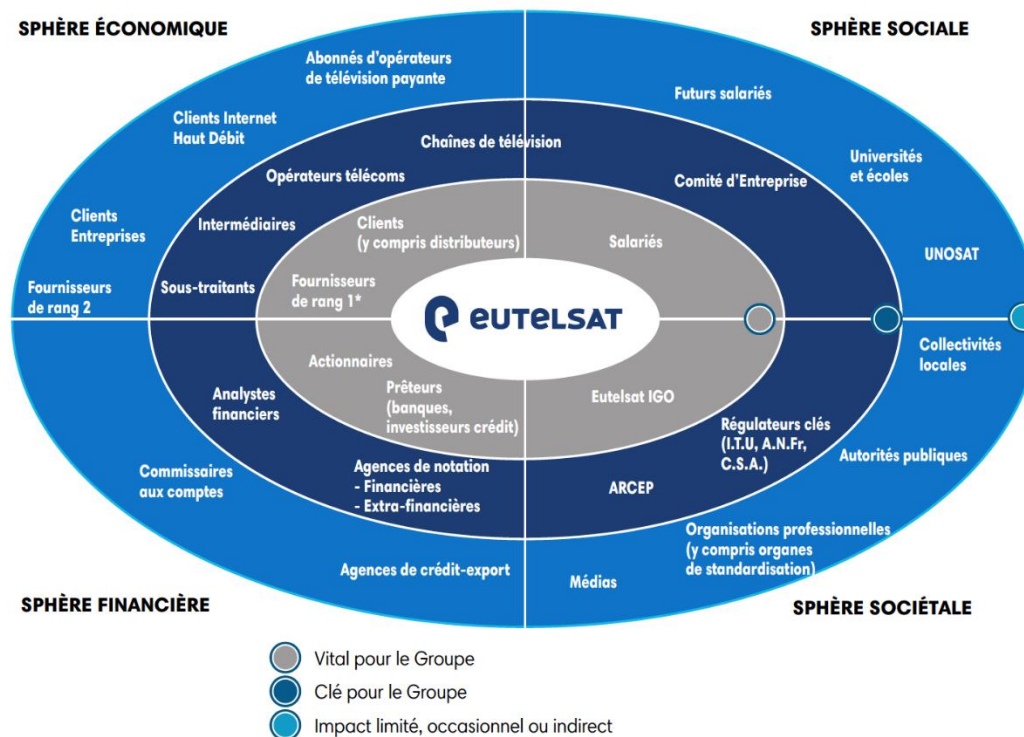 SPHÈRE ÉCONOMIQUE
SPHÈRE SOCIALE
Abonnés d'opérateurs
de télévision payante
Futurs salariés
Clients Internet
Haut Débit
Chaînes de télévision
Universités
et écoles
Opérateurs télécoms
Comité d'Entreprise
Clients
Entreprises
Intermédiaires
Clients
(y compris distributeurs)
Salariés
UNOSAT
Fournisseurs
de rang 2
Sous-traitants
Fournisseurs
de rang 1*
eutelsat
Collectivités
locales
Actionnaires
Analystes
financiers
Prêteurs
(banques,
investisseurs crédit)
Eutelsat IGO
Régulateurs clés
(I.T.U, A.N.Fr,
C.S.A.)
Autorités publiques
Commissaires
aux comptes
Agences de notation
- Financières
- Extra-financières
ARCEP
Organisations professionnelles
(y compris organes
de standardisation)
Agences de crédit-export
Médias
SPHÈRE FINANCIÈRE
SPHÈRE SOCIÉTALE
Vital pour le Groupe
Clé pour le Groupe
Impact limité, occasionnel ou indirect